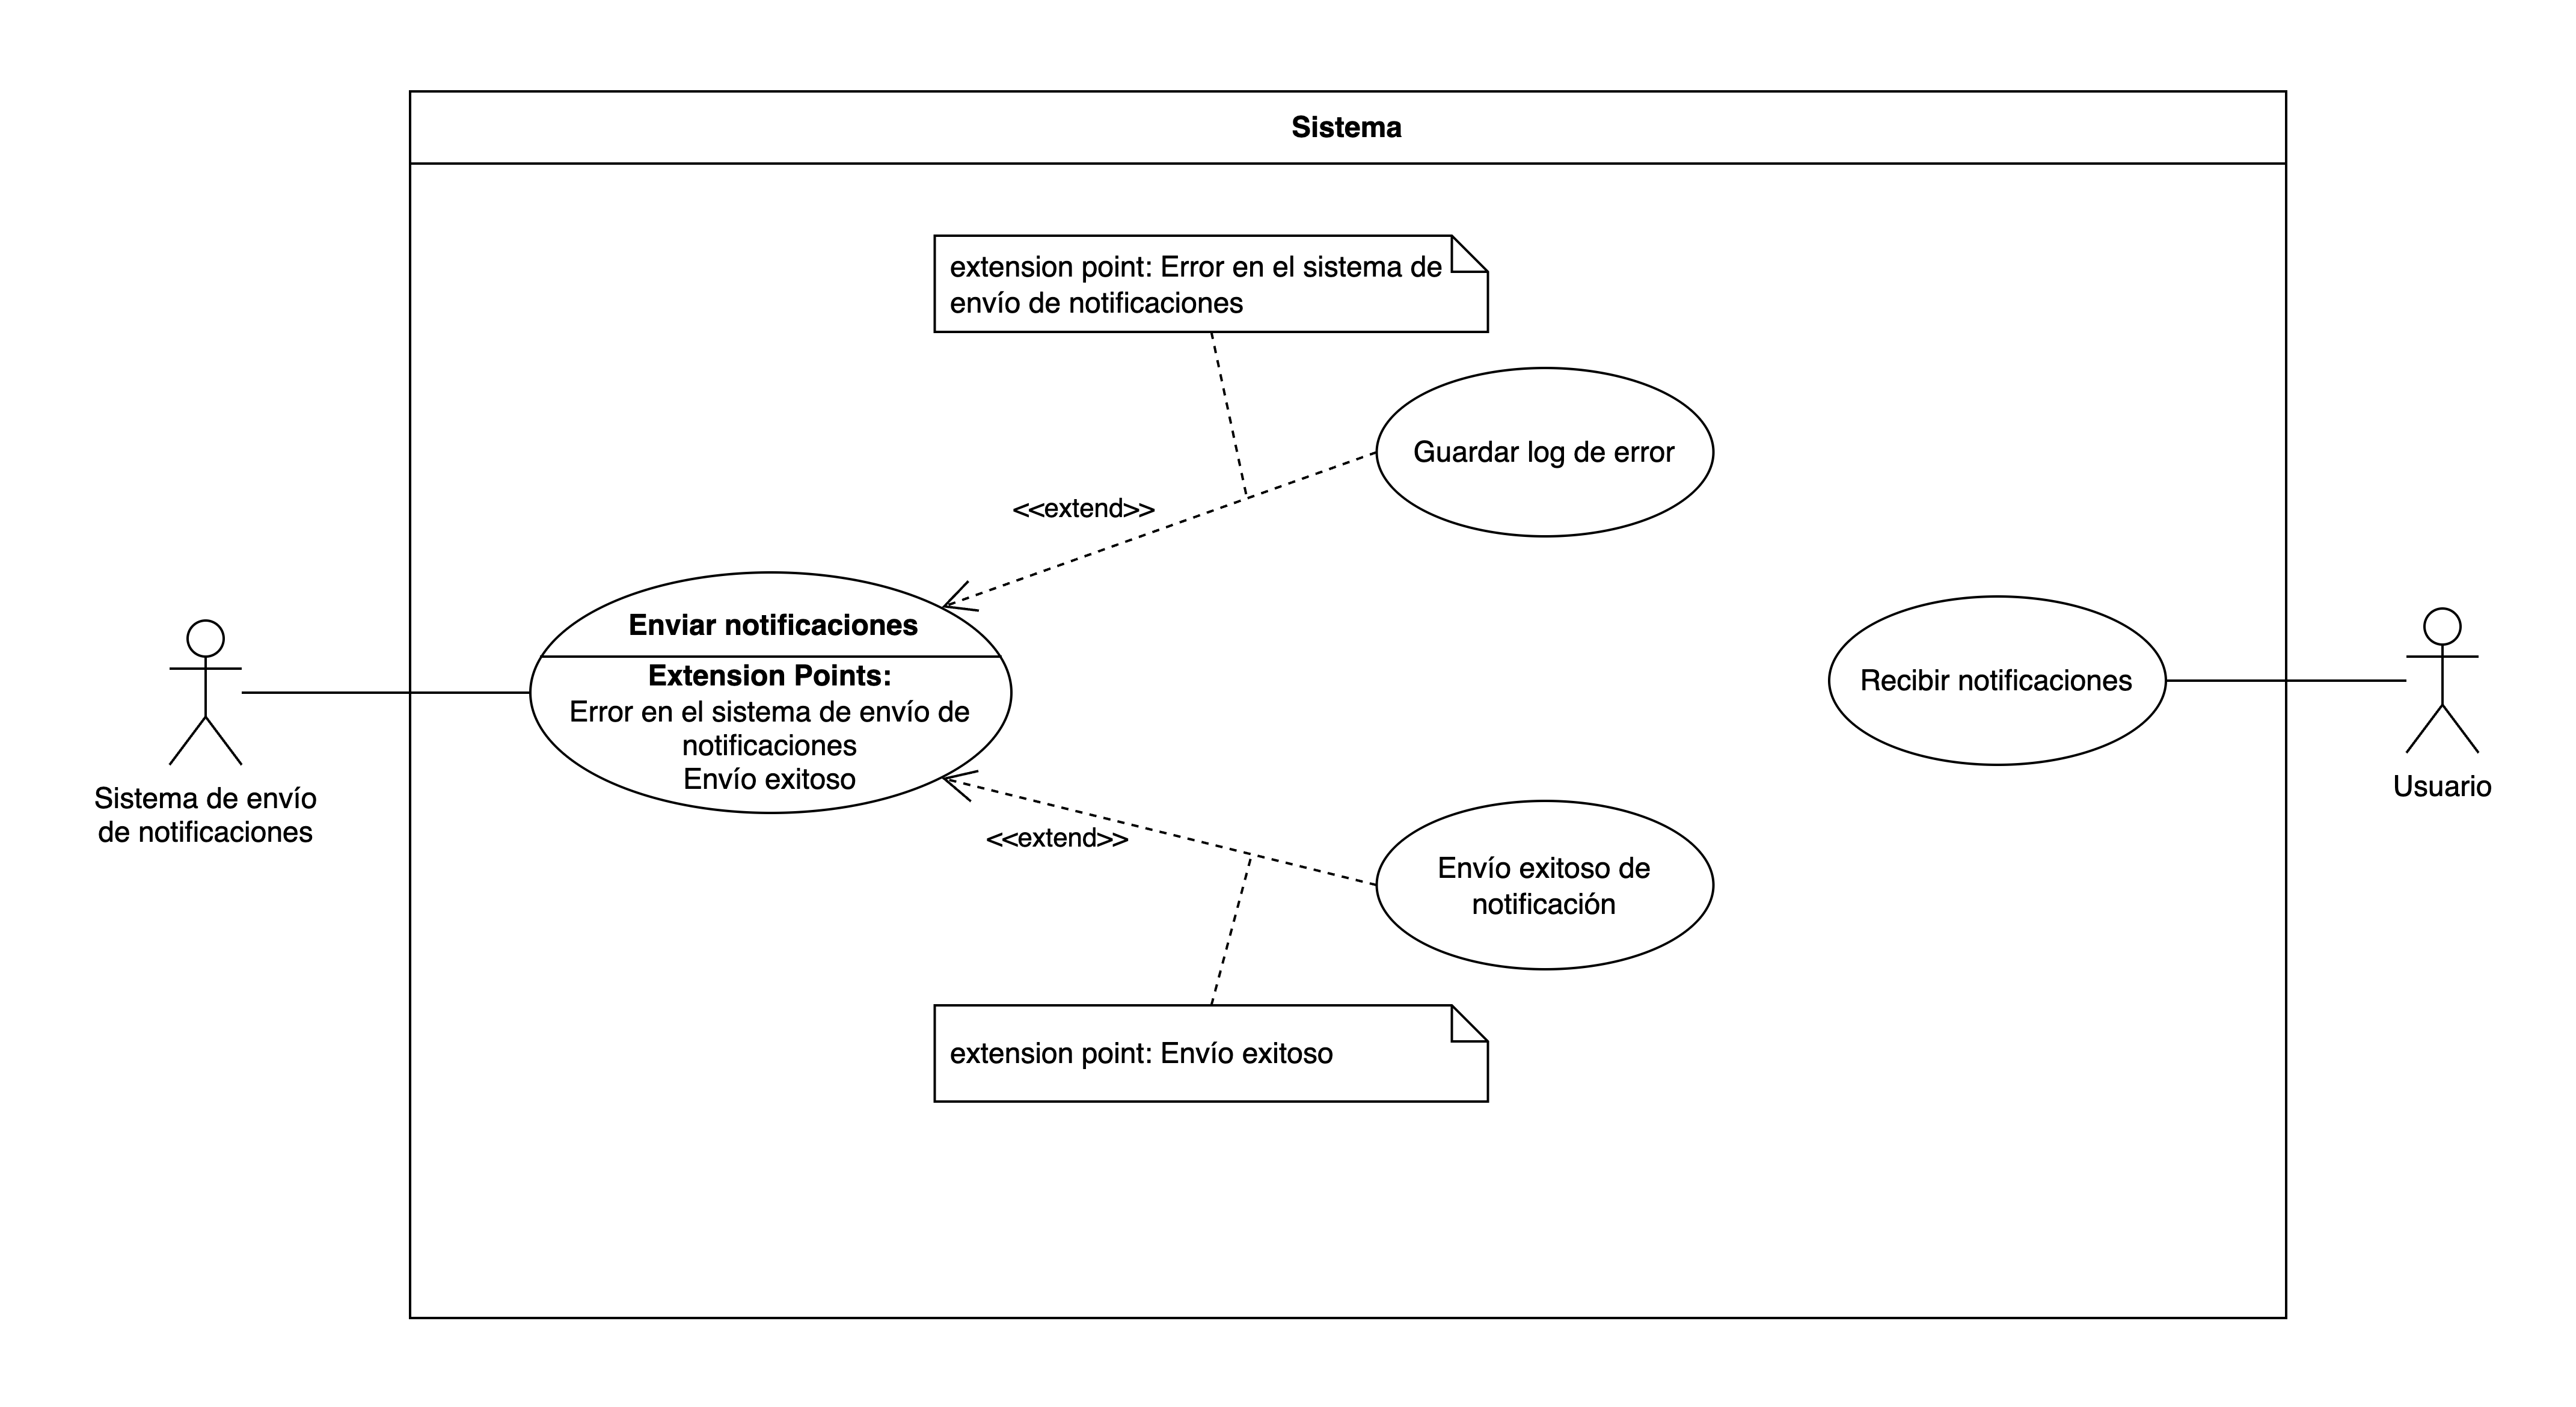 Sistema
extension point: Error en el sistema de
envío de notificaciones
Guardar log de error
<<extend>>
Enviar notificaciones
Extension Points:
Error en el sistema de envío de
notificaciones
Envío exitoso
Recibir notificaciones
Sistema de envío
de notificaciones
Usuario
<<extend>>
Envío exitoso de
notificación
extension point: Envío exitoso